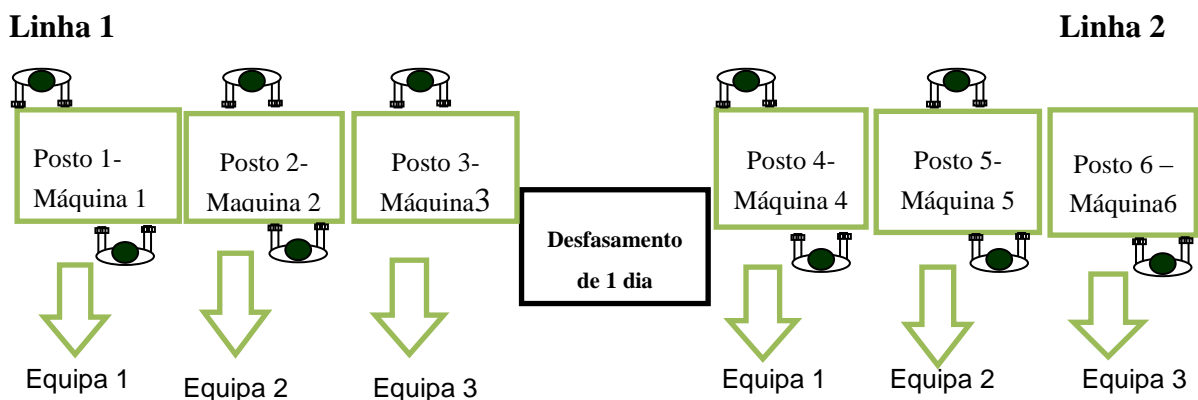 Linha 1
Linha 2
Posto 1-
Máquina 1
Posto 2-
Maquina 2
Posto 3-
Máquina3
Desfasamento
de 1 dia
Posto 4-
Máquina 4
Posto 5-
Máquina 5
Posto 6 –
Máquina6
Equipa 1
Equipa 2
Equipa 3
Equipa 1
Equipa 2
Equipa 3